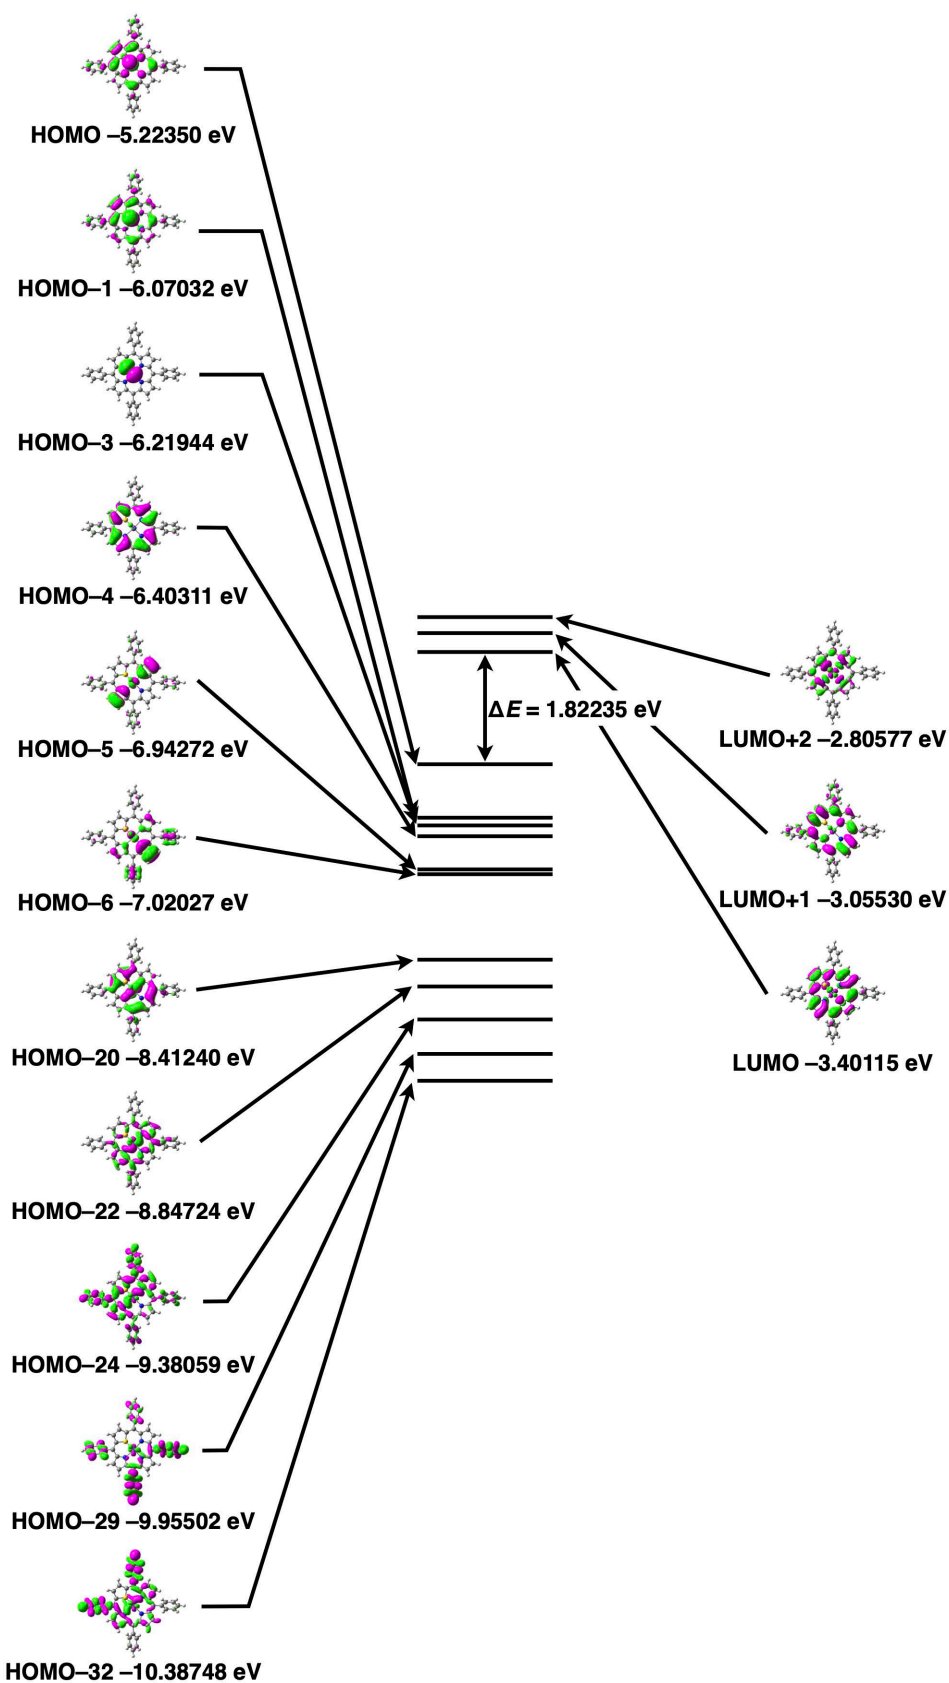 HOMO –5.22350 eV
HOMO–1 –6.07032 eV
HOMO–3 –6.21944 eV
HOMO–4 –6.40311 eV
HOMO–5 –6.94272 eV
HOMO–6 –7.02027 eV
HOMO–20 –8.41240 eV
HOMO–22 –8.84724 eV
HOMO–24 –9.38059 eV
HOMO–29 –9.95502 eV
HOMO–32 –10.38748 eV
ΔE = 1.82235 eV
LUMO+2 –2.80577 eV
LUMO+1 –3.05530 eV
LUMO –3.40115 eV